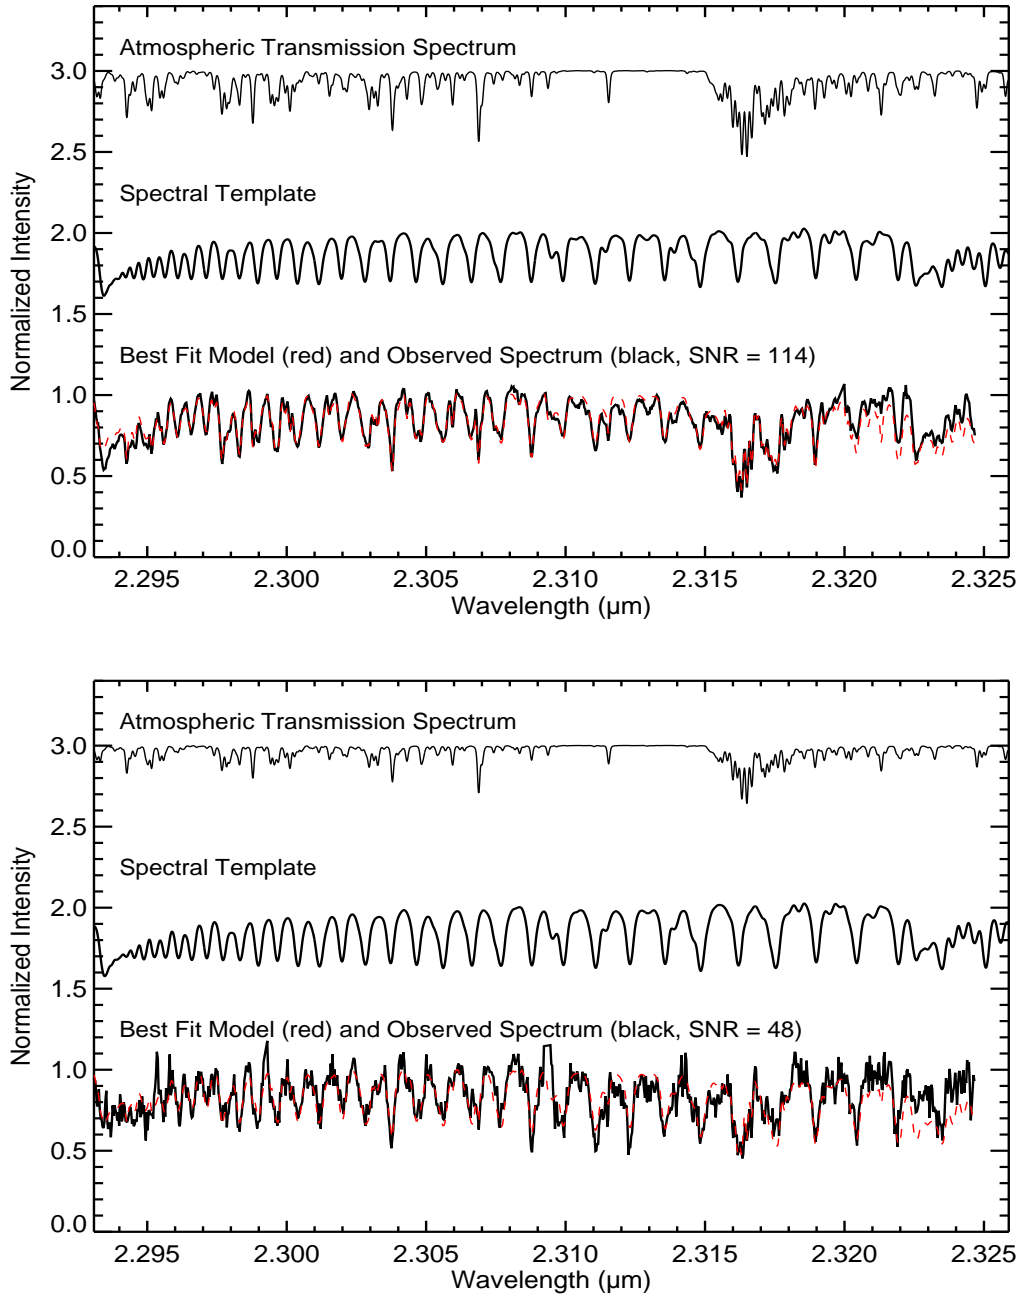 Atmospheric Transmission Spectrum
3.0
2.5
Spectral Template
2.0
1.5
Best Fit Model (red) and Observed Spectrum (black, SNR = 114)
1.0
0.5
0.0
Normalized Intensity
2.295 2.300 2.305 2.310 2.315 2.320 2.325
Wavelength (μm)
Atmospheric Transmission Spectrum
3.0
2.5
Spectral Template
2.0
1.5
Best Fit Model (red) and Observed Spectrum (black, SNR = 48)
1.0
0.5
0.0
Normalized Intensity
2.295 2.300 2.305 2.310 2.315 2.320 2.325
Wavelength (μm)